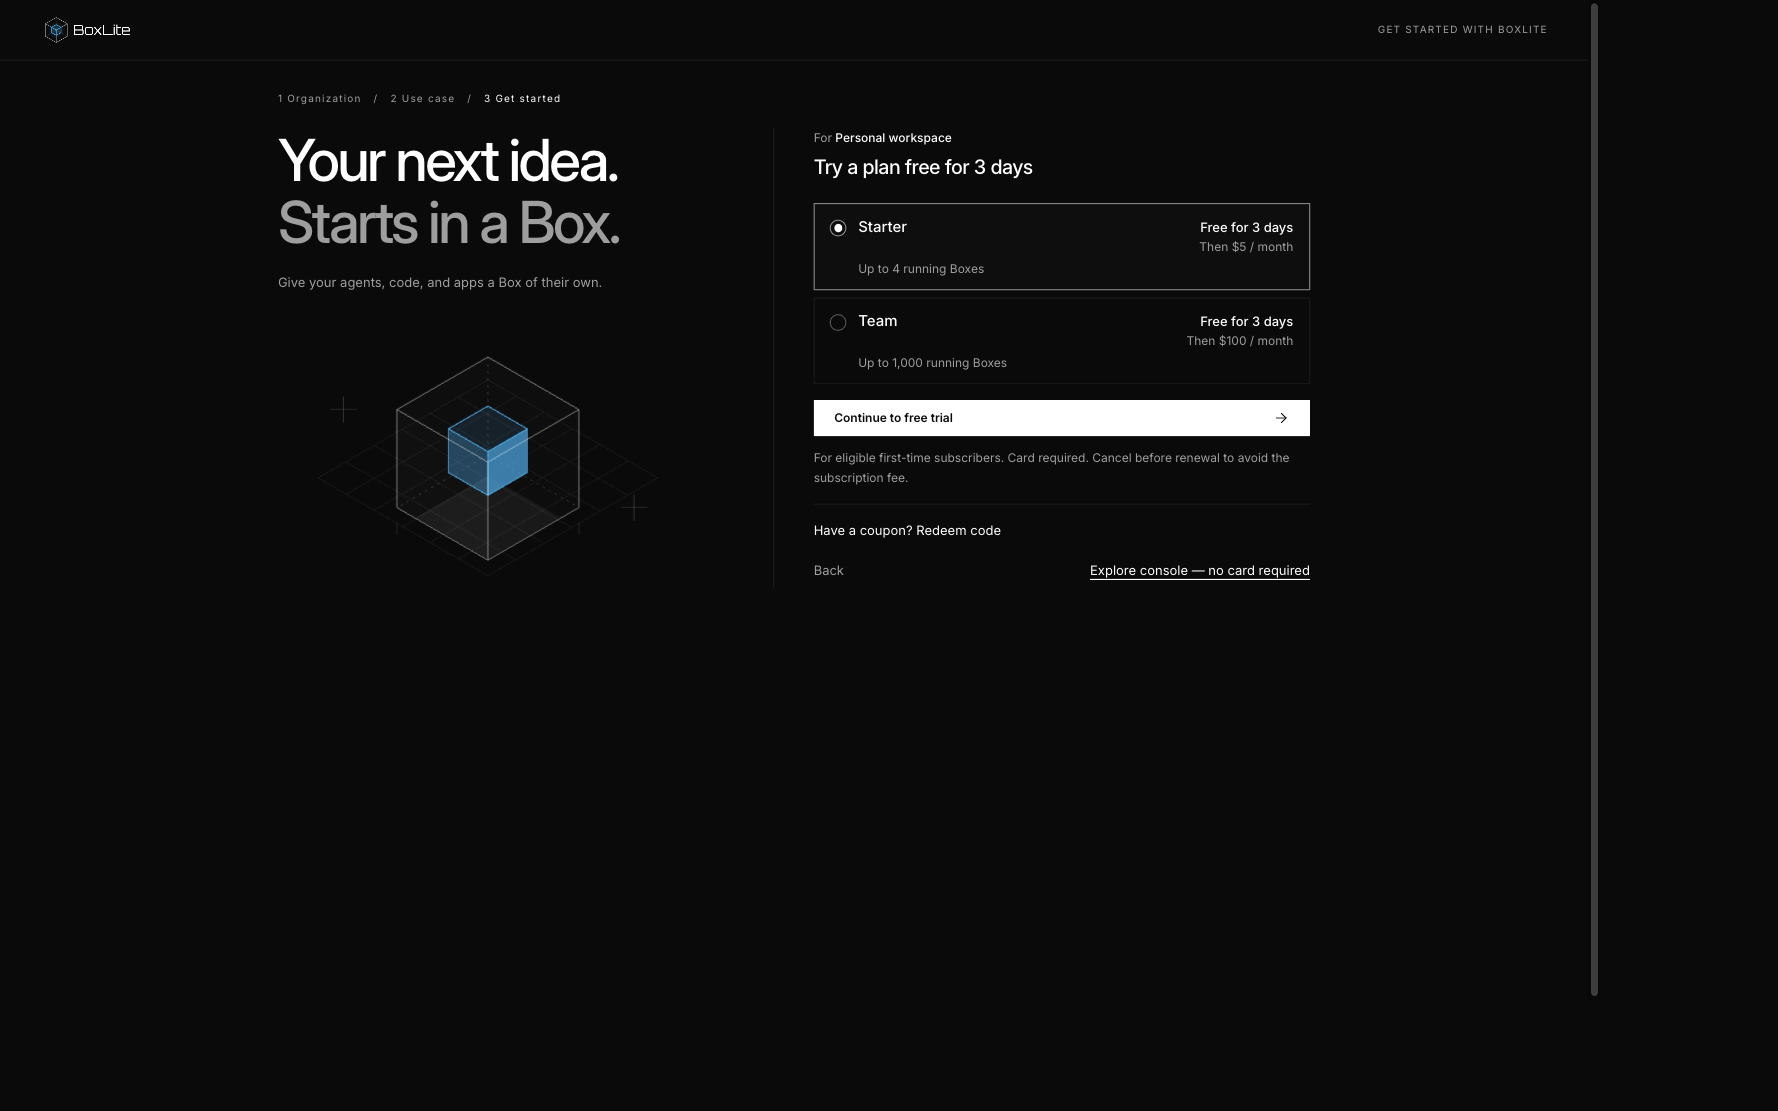 BoxLite
GET STARTED WITH BOXLITE
1 Organization / 2 Use case / 3 Get started
Your next idea.
Starts in a Box.
Give your agents, code, and apps a Box of their own.
For Personal workspace
Try a plan free for 3 days
Starter
Free for 3 days
Then $5 / month
Up to 4 running Boxes
Team
Free for 3 days
Then $100 / month
Up to 1,000 running Boxes
Continue to free trial
For eligible first-time subscribers. Card required. Cancel before renewal to avoid the
subscription fee.
Have a coupon? Redeem code
Back
Explore console — no card required